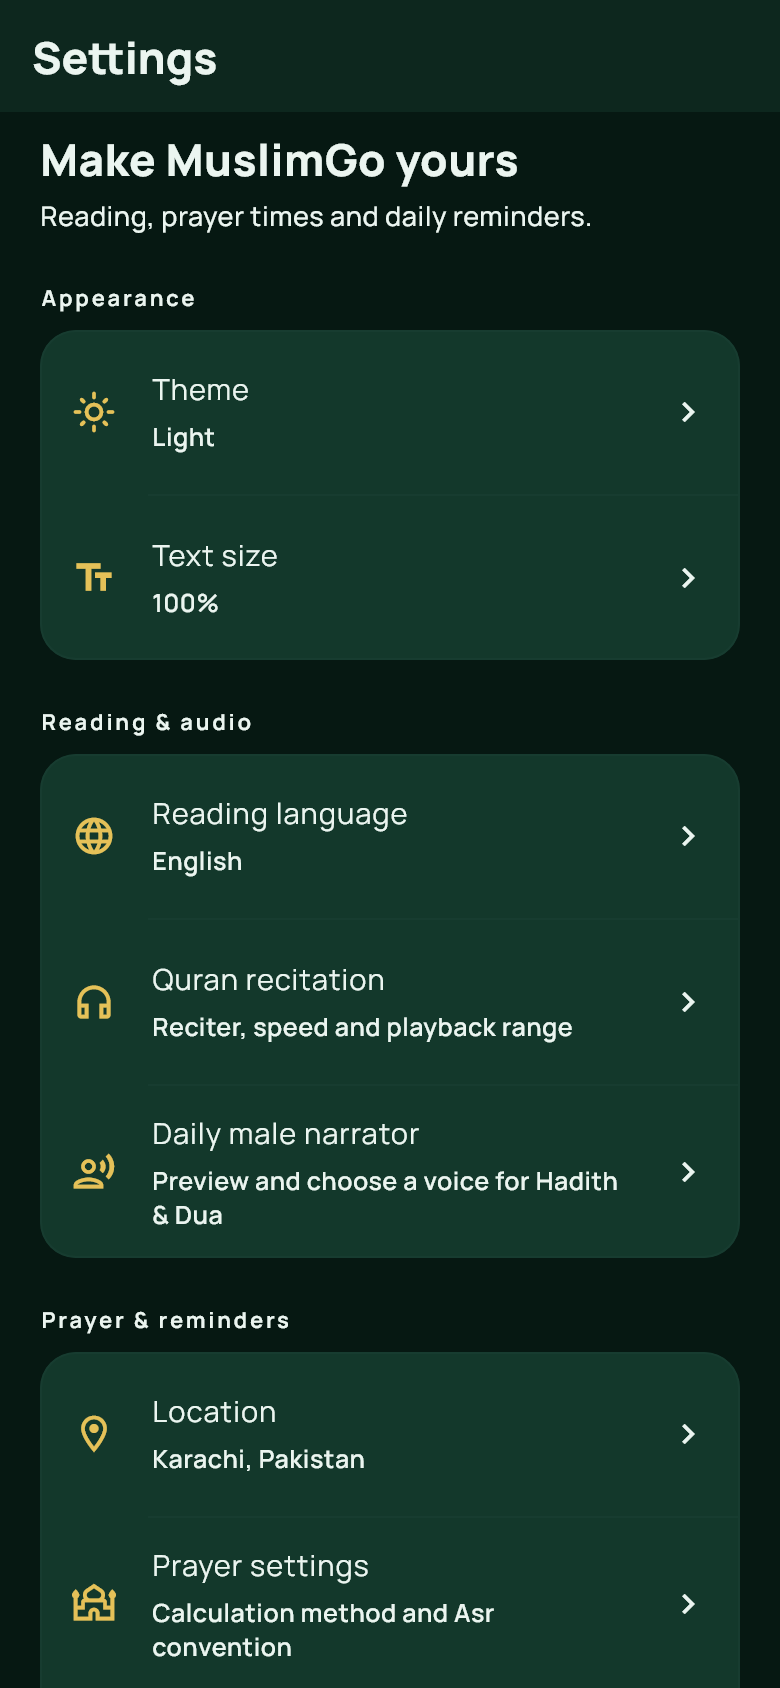 Settings
Make MuslimGo yours
Reading, prayer times and daily reminders.
Appearance
Theme
Light
Text size
100%
Reading & audio
Reading language
English
Quran recitation
Reciter, speed and playback range
Daily male narrator
Preview and choose a voice for Hadith
& Dua
Prayer & reminders
Location
Karachi, Pakistan
Prayer settings
Calculation method and Asr
convention